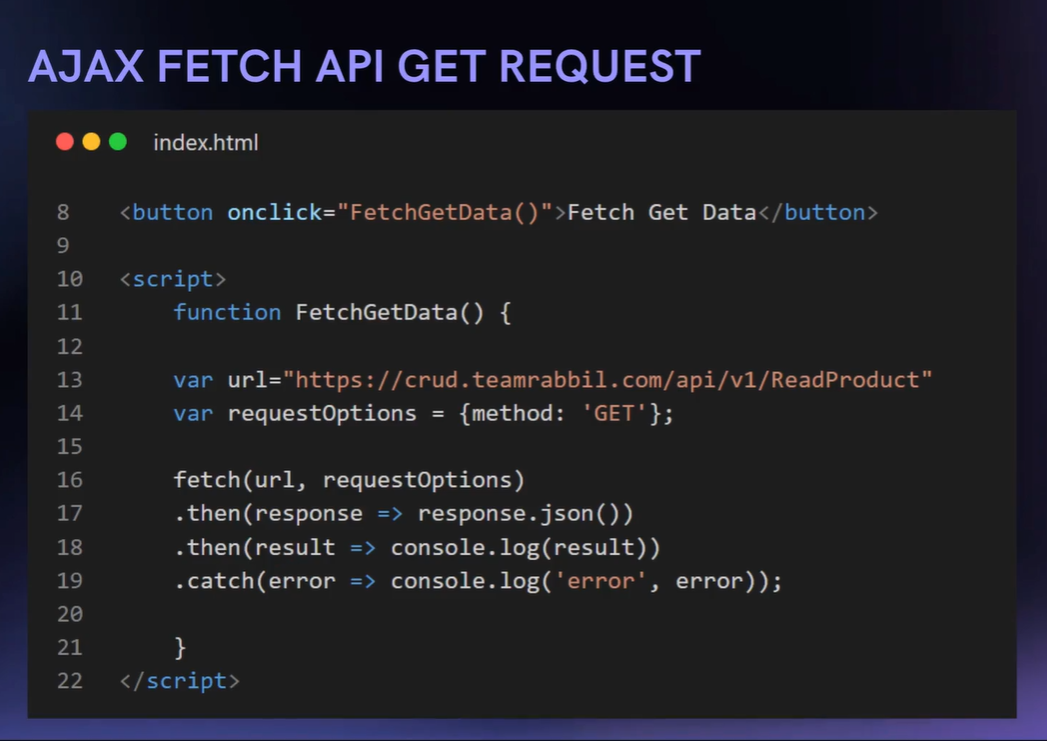 AJAX FETCH API GET REQUEST
index.html
8 <button onclick="FetchGetData()">Fetch Get Data</button>
9
10 <script>
11 function FetchGetData() {
12
13 var url="https://crud.teamrabbil.com/api/v1/ReadProduct"
14 var requestOptions = {method: 'GET'};
15
16 fetch(url, requestOptions)
17 .then(response => response.json())
18 .then(result => console.log(result))
19 .catch(error => console.log('error', error));
20
21 }
22 </script>